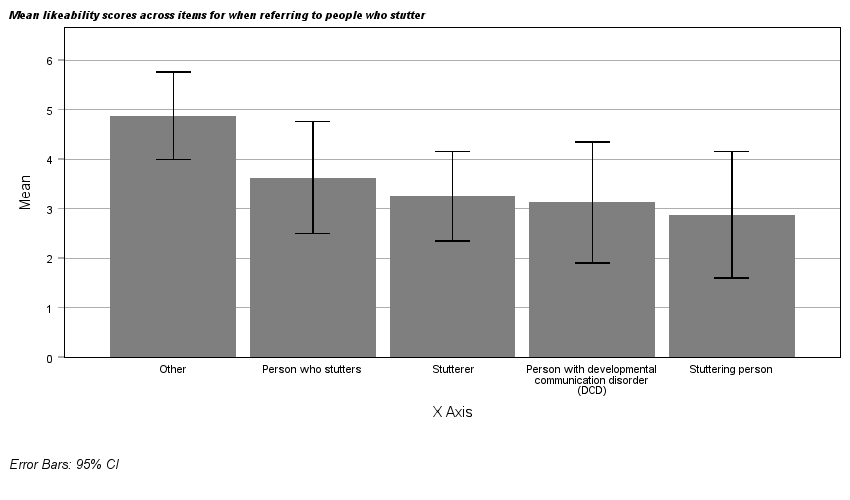 Mean likeability scores across items for when referring to people who stutter
6
5
4
3
2
1
0
Mean
Other
Person who stutters
Stutterer
Person with developmental
communication disorder
(DCD)
Stuttering person
X Axis
Error Bars: 95% CI